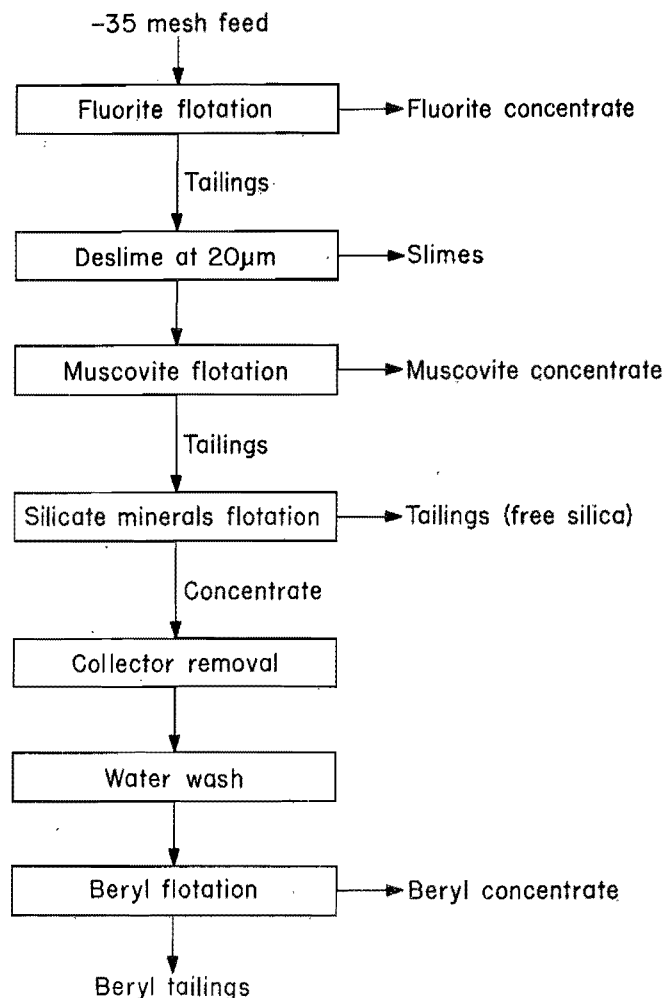 –35 mesh feed
Fluorite flotation
Fluorite concentrate
Tailings
Deslime at 20µm
Slimes
Muscovite flotation
Muscovite concentrate
Tailings
Silicate minerals flotation
Tailings (free silica)
Concentrate
Collector removal
Water wash
Beryl flotation
Beryl concentrate
Beryl tailings